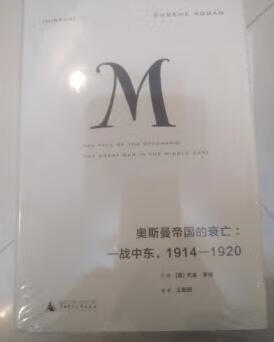 EUGENE ROGAN
M
THE FALL OF THE OTTOMANS:
THE GREAT WAR IN THE MIDDLE EAST
奥斯曼帝国的衰亡：
一战中东，1914—1920